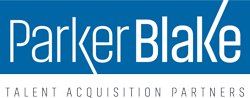 ParkerBlake
TALENT ACQUISITION PARTNERS